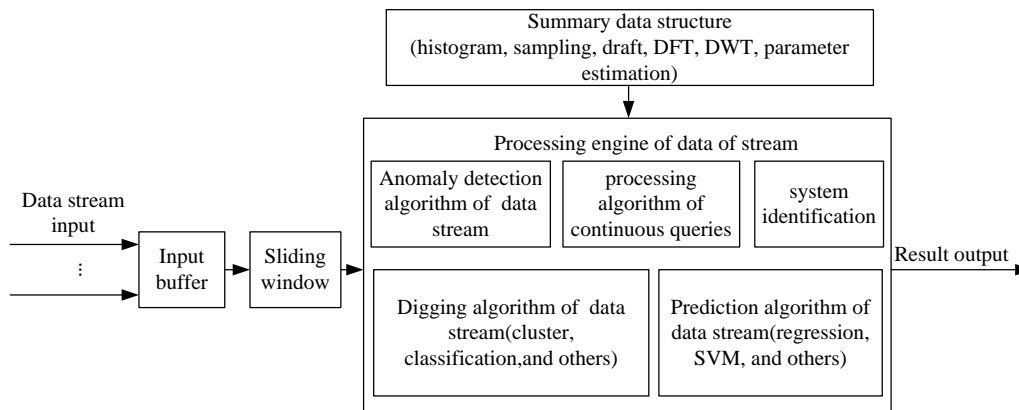 Summary data structure
(histogram, sampling, draft, DFT, DWT, parameter
estimation)
Processing engine of data of stream
Anomaly detection
algorithm of data
stream
processing
algorithm of
continuous queries
system
identification
Data stream
input
...
Input
buffer
Sliding
window
Result output
Digging algorithm of data
stream(cluster,
classification,and others)
Prediction algorithm of
data stream(regression,
SVM, and others)